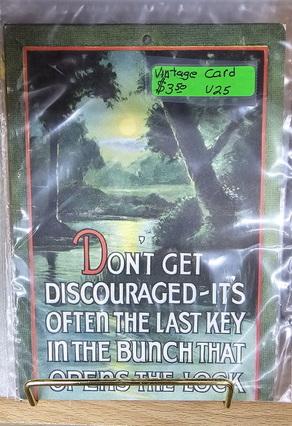 Vintage Card
$3.50 V25
DON'T GET
DISCOURAGED-IT'S
OFTEN THE LAST KEY
IN THE BUNCH THAT
OPENS THE LOCK